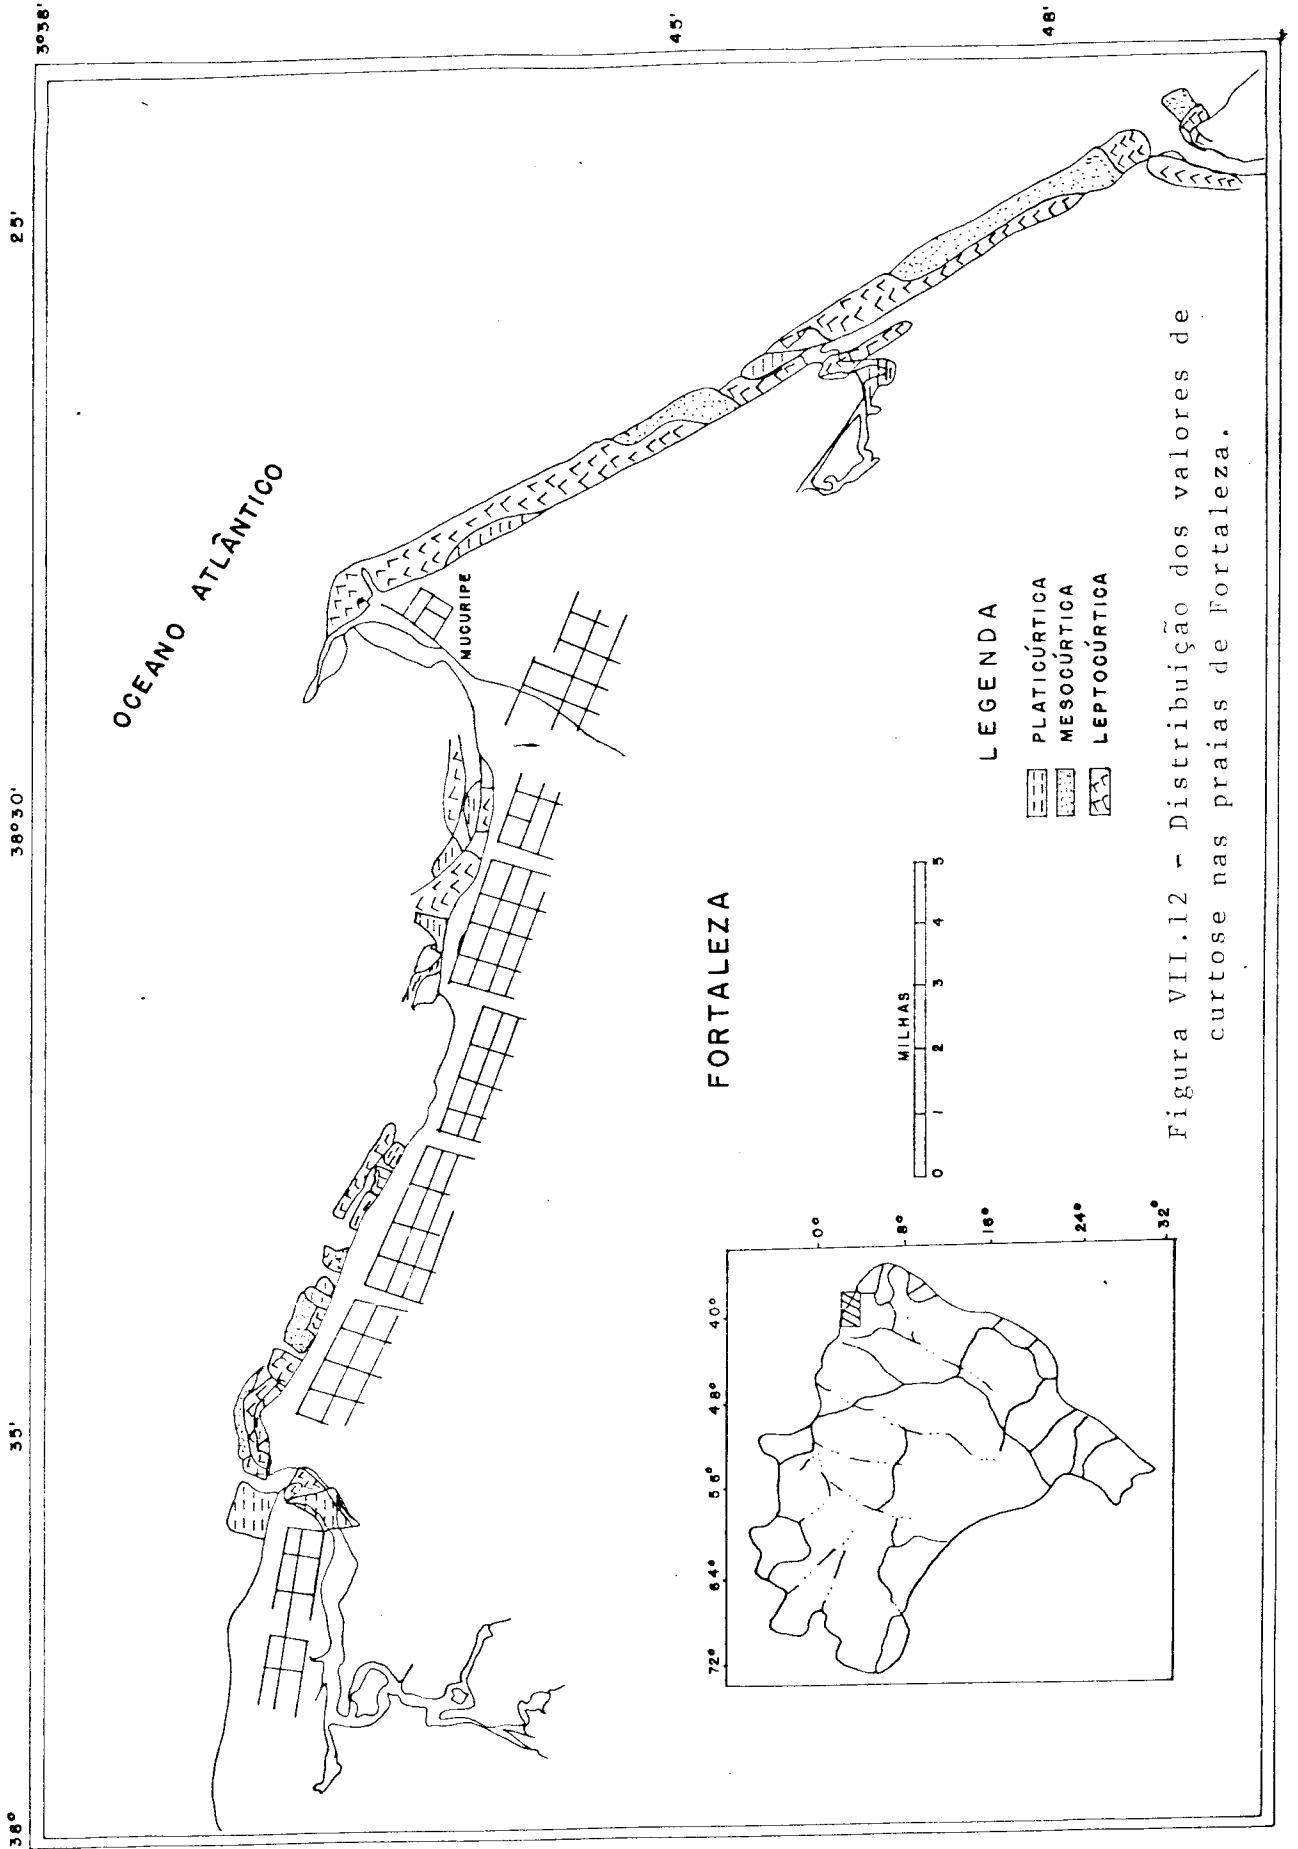 38°
35'
38°30'
25'
3°38'
45'
48'
OCEANO ATLÂNTICO
MUCURIPE
FORTALEZA
LEGENDA
PLATICÚRTICA
MESOCÚRTICA
LEPTOCÚRTICA
MILHAS
0 1 2 3 4 5
72° 64° 56° 48° 40°
0°
8°
16°
24°
32°
Figura VII.12 - Distribuição dos valores de
curtose nas praias de Fortaleza.